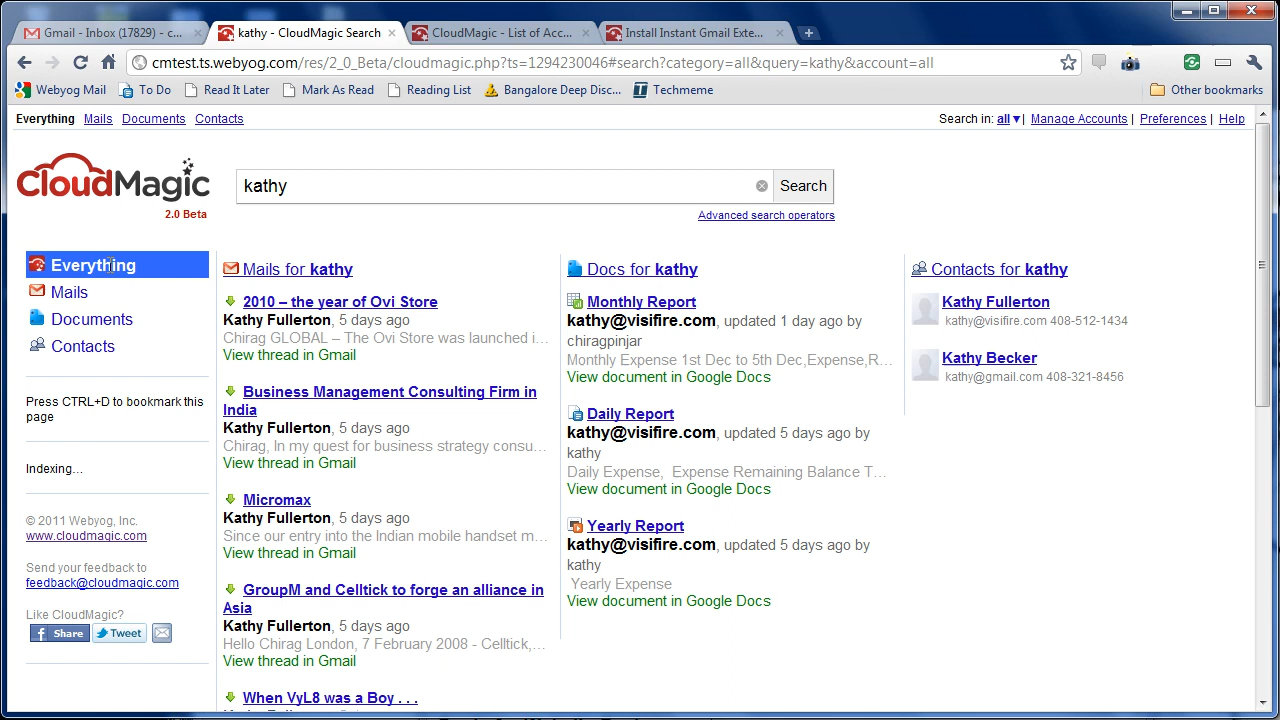 Gmail - Inbox (17829) - c...
kathy - CloudMagic Search
CloudMagic - List of Acc...
Install Instant Gmail Exte...
cmtest.ts.webyog.com/res/2_0_Beta/cloudmagic.php?ts=1294230046#search?category=all&query=kathy&account=all
Webyog Mail
To Do
Read It Later
Mark As Read
Reading List
Bangalore Deep Disc...
Techmeme
Other bookmarks
Everything Mails Documents Contacts
Search in: all ▾ | Manage Accounts | Preferences | Help
CloudMagic
2.0 Beta
kathy
Search
Advanced search operators
Everything
Mails
Documents
Contacts
Press CTRL+D to bookmark this
page
Indexing...
© 2011 Webyog, Inc.
www.cloudmagic.com
Send your feedback to
feedback@cloudmagic.com
Like CloudMagic?
Share
Tweet
Mails for kathy
2010 – the year of Ovi Store
Kathy Fullerton, 5 days ago
Chirag GLOBAL – The Ovi Store was launched i...
View thread in Gmail
Business Management Consulting Firm in
India
Kathy Fullerton, 5 days ago
Chirag, In my quest for business strategy consu...
View thread in Gmail
Micromax
Kathy Fullerton, 5 days ago
Since our entry into the Indian mobile handset m...
View thread in Gmail
GroupM and Celltick to forge an alliance in
Asia
Kathy Fullerton, 5 days ago
Hello Chirag London, 7 February 2008 - Celltick,...
View thread in Gmail
When VyL8 was a Boy . . .
Docs for kathy
Monthly Report
kathy@visifire.com, updated 1 day ago by
chiragpinjar
Monthly Expense 1st Dec to 5th Dec,Expense,R...
View document in Google Docs
Daily Report
kathy@visifire.com, updated 5 days ago by
kathy
Daily Expense, Expense Remaining Balance T...
View document in Google Docs
Yearly Report
kathy@visifire.com, updated 5 days ago by
kathy
Yearly Expense
View document in Google Docs
Contacts for kathy
Kathy Fullerton
kathy@visifire.com 408-512-1434
Kathy Becker
kathy@gmail.com 408-321-8456